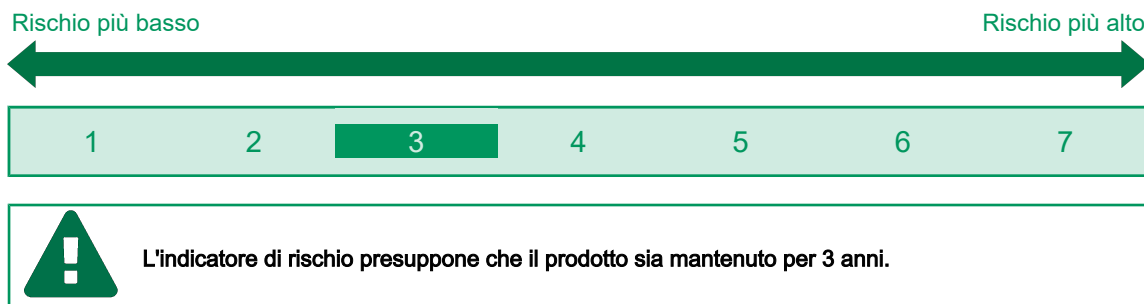 Rischio più basso Rischio più alto
1 2 3 4 5 6 7
L'indicatore di rischio presuppone che il prodotto sia mantenuto per 3 anni.